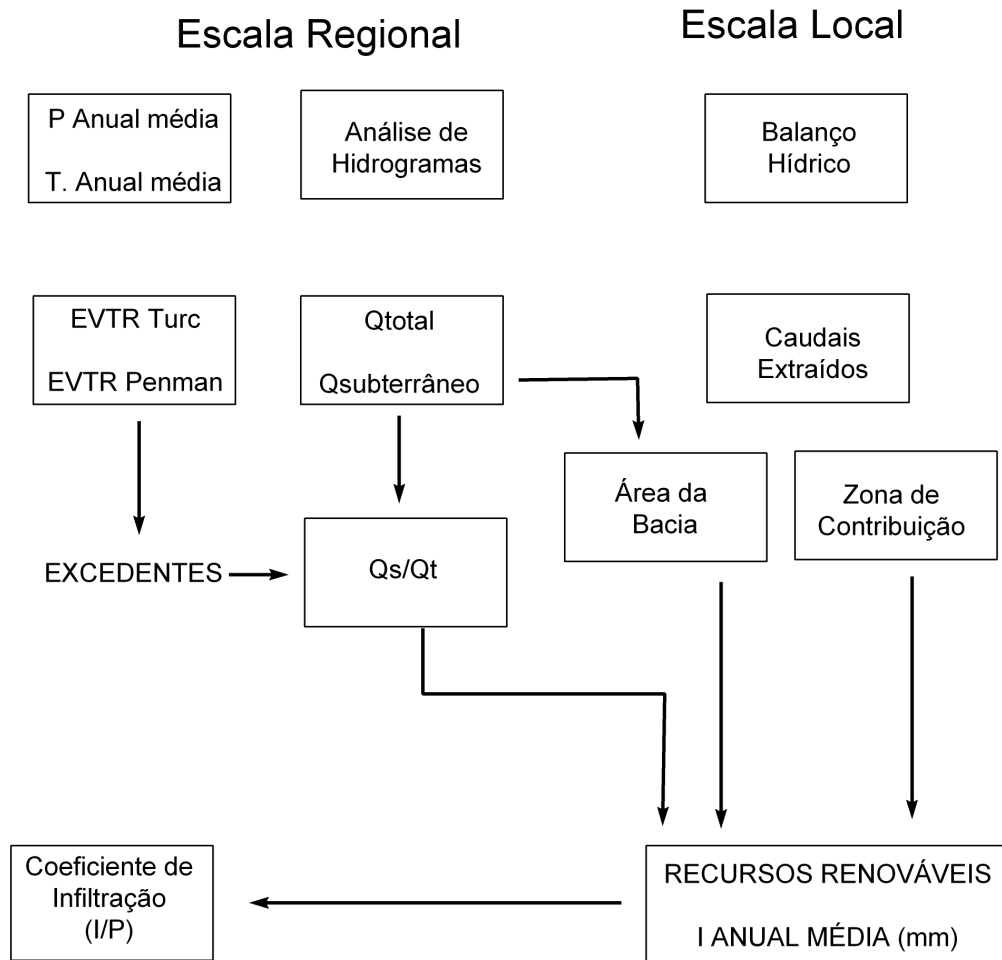 Escala Regional
Escala Local
P Anual média
T. Anual média
Análise de
Hidrogramas
Balanço
Hídrico
EVTR Turc
EVTR Penman
Qtotal
Qsubterrâneo
Caudais
Extraídos
Área da
Bacia
Zona de
Contribuição
EXCEDENTES
Qs/Qt
Coeficiente de
Infiltração
(I/P)
RECURSOS RENOVÁVEIS
I ANUAL MÉDIA (mm)